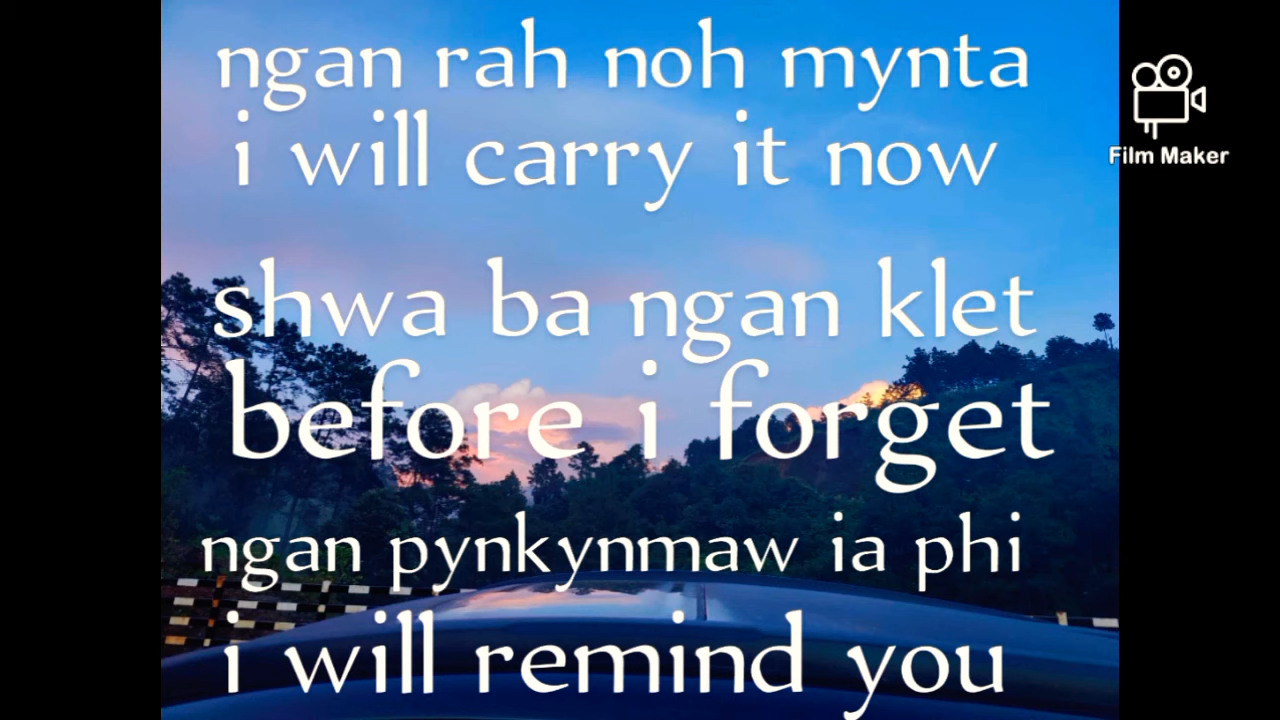 ngan rah noh mynta
i will carry it now
Film Maker
shwa ba ngan klet
before i forget
ngan pynkynmaw ia phi
i will remind you